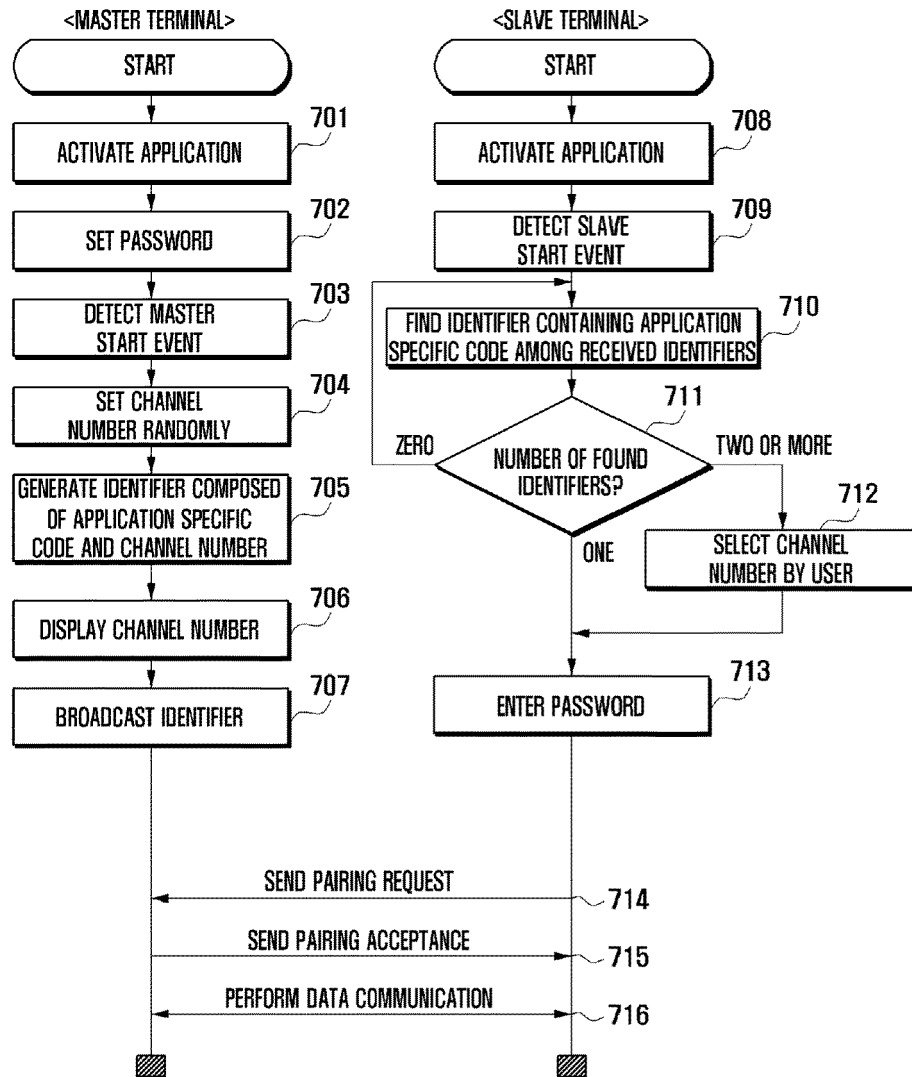 <MASTER TERMINAL>
START
701
ACTIVATE APPLICATION
702
SET PASSWORD
703
DETECT MASTER
START EVENT
704
SET CHANNEL
NUMBER RANDOMLY
705
GENERATE IDENTIFIER COMPOSED
OF APPLICATION SPECIFIC
CODE AND CHANNEL NUMBER
706
DISPLAY CHANNEL NUMBER
707
BROADCAST IDENTIFIER
<SLAVE TERMINAL>
START
708
ACTIVATE APPLICATION
709
DETECT SLAVE
START EVENT
710
FIND IDENTIFIER CONTAINING APPLICATION
SPECIFIC CODE AMONG RECEIVED IDENTIFIERS
711
ZERO
NUMBER OF FOUND
IDENTIFIERS?
TWO OR MORE
ONE
712
SELECT CHANNEL
NUMBER BY USER
713
ENTER PASSWORD
SEND PAIRING REQUEST
714
SEND PAIRING ACCEPTANCE
715
PERFORM DATA COMMUNICATION
716